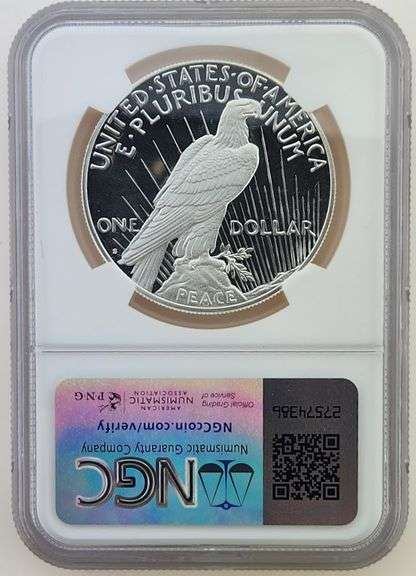 UNITED·STATES·OF·AMERICA
E·PLURIBUS UNUM
ONE DOLLAR
S
PEACE
NGC
Numismatic Guaranty Company
NGCcoin.com/verify
Official Grading
Service of
AMERICAN
NUMISMATIC
ASSOCIATION
PNG